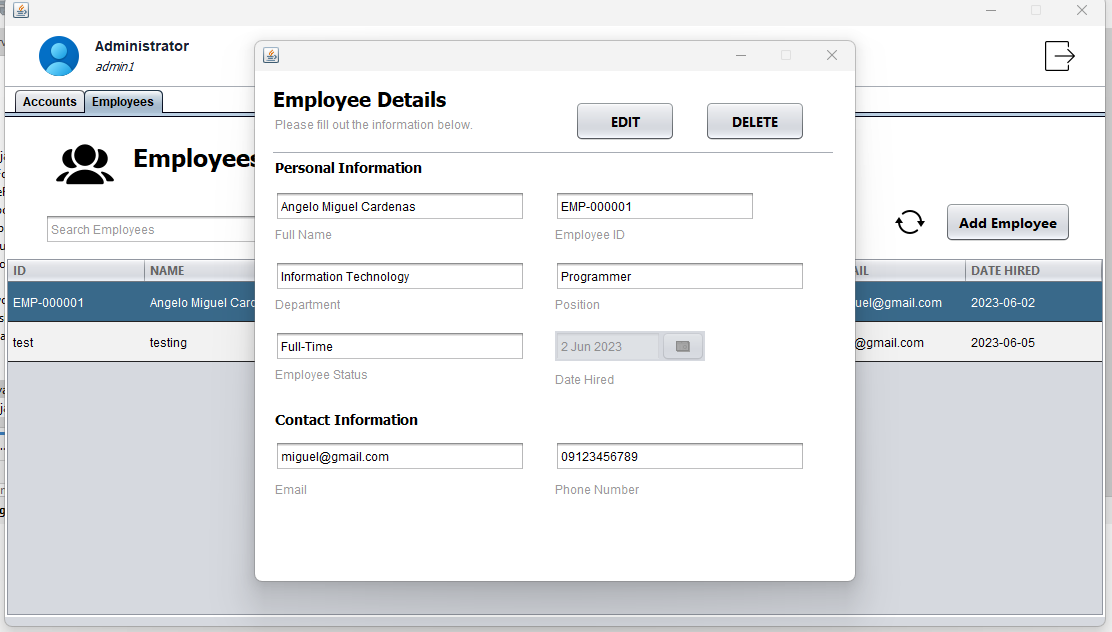 Administrator
admin1
Accounts
Employees
Employees
Search Employees
Add Employee
ID
NAME
AIL
DATE HIRED
EMP-000001
Angelo Miguel Card
uel@gmail.com
2023-06-02
test
testing
@gmail.com
2023-06-05
Employee Details
Please fill out the information below.
EDIT
DELETE
Personal Information
Angelo Miguel Cardenas
EMP-000001
Full Name
Employee ID
Information Technology
Programmer
Department
Position
Full-Time
2 Jun 2023
Employee Status
Date Hired
Contact Information
miguel@gmail.com
09123456789
Email
Phone Number